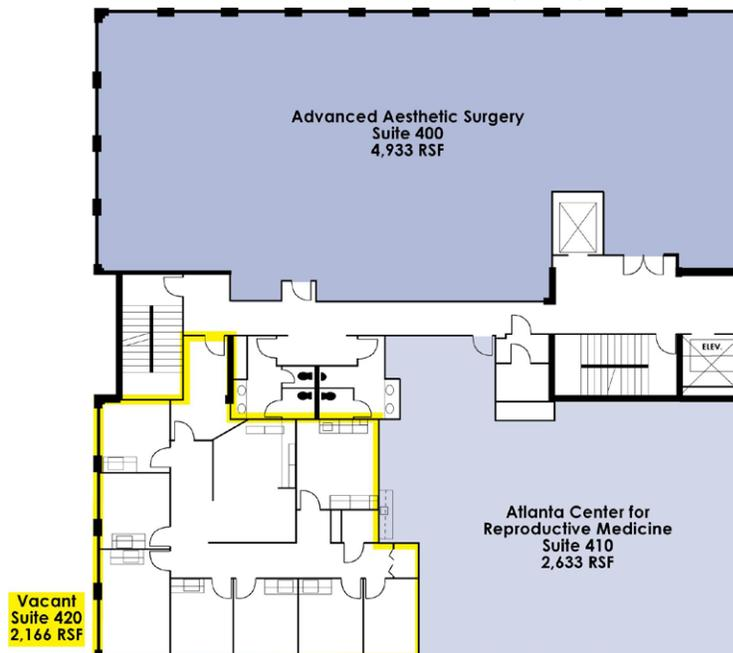 Advanced Aesthetic Surgery
Suite 400
4,933 RSF
ELEV.
Atlanta Center for
Reproductive Medicine
Suite 410
2,633 RSF
Vacant
Suite 420
2,166 RSF